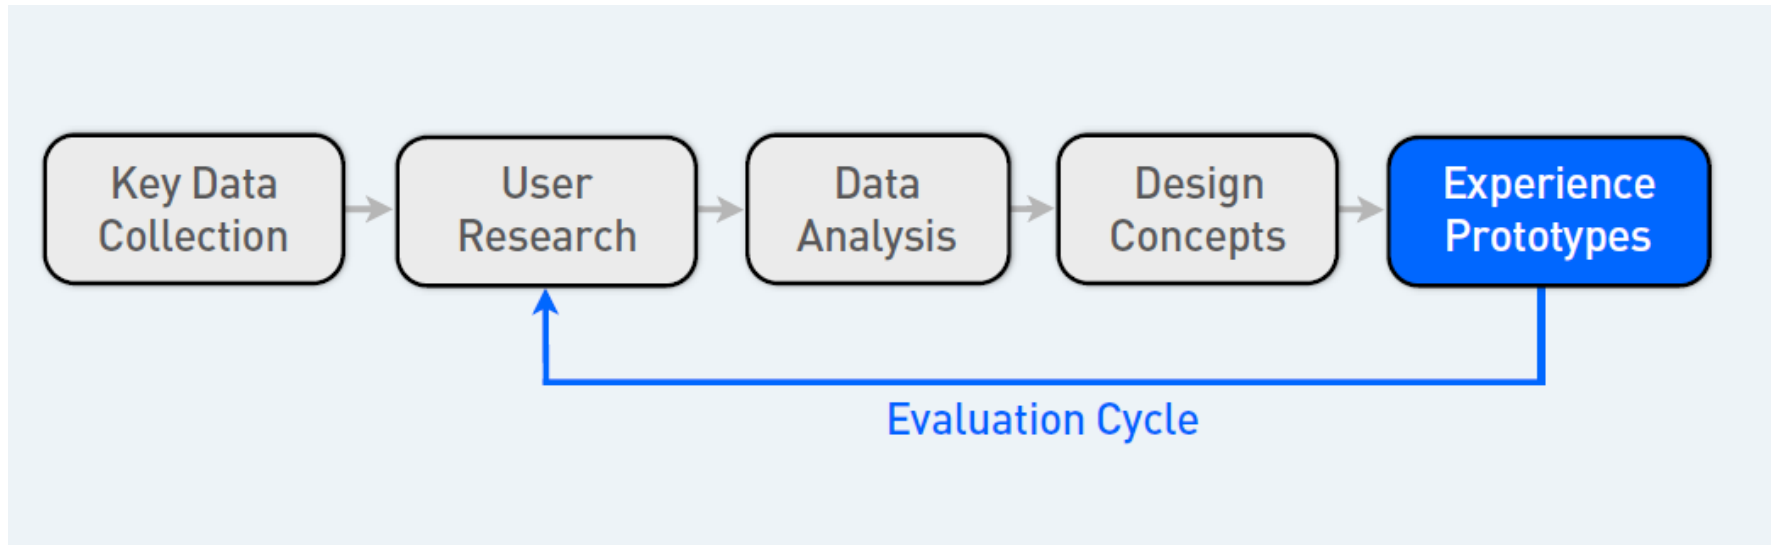 Key Data
Collection
User
Research
Data
Analysis
Design
Concepts
Experience
Prototypes
Evaluation Cycle